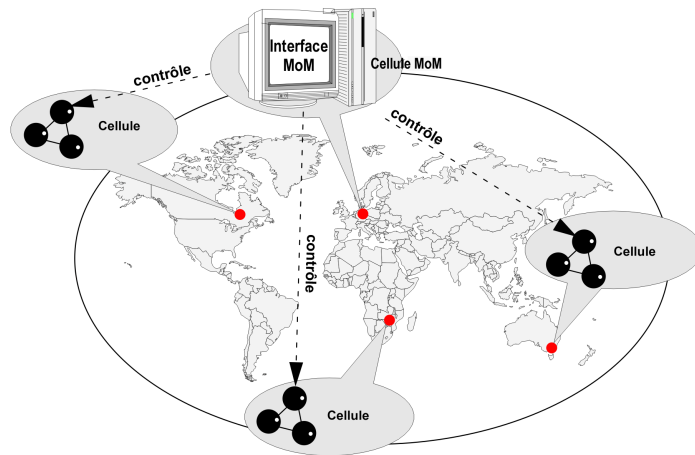 Interface
MoM
Cellule MoM
contrôle
Cellule
contrôle
contrôle
Cellule
Cellule